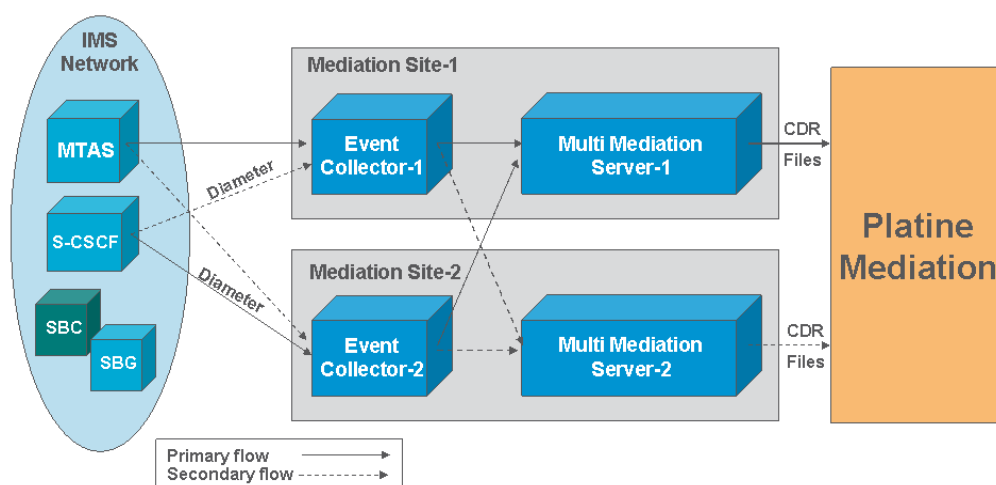 IMS
Network
MTAS
S-CSCF
SBC
SBG
Diameter
Diameter
Mediation Site-1
Event
Collector-1
Multi Mediation
Server-1
CDR
Files
Mediation Site-2
Event
Collector-2
Multi Mediation
Server-2
CDR
Files
Platine
Mediation
Primary flow
Secondary flow